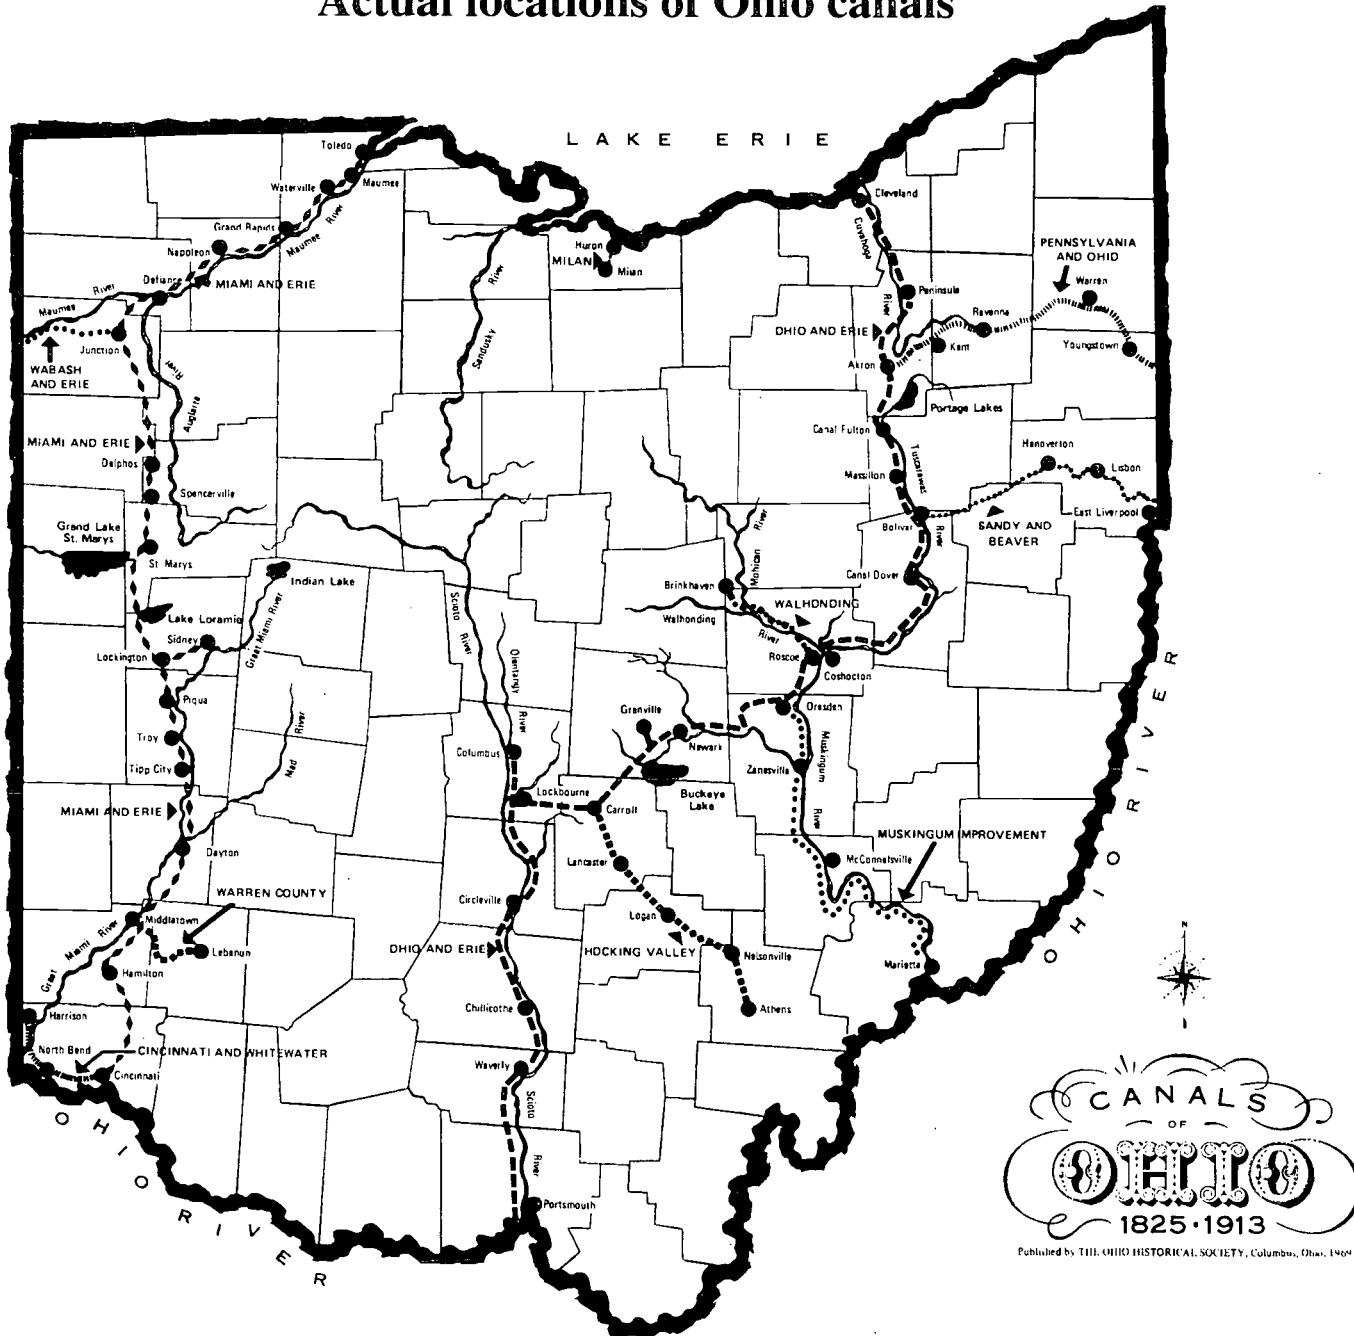 Actual locations of Ohio canals
LAKE ERIE
Toledo
Waterville
Maumee
Grand Rapids
River
Maumee
Napoleon
Defiance
MIAMI AND ERIE
Maumee
River
Junction
WABASH
AND ERIE
River
Auglaize
MIAMI AND ERIE
Delphos
Spencerville
Grand Lake
St. Marys
St. Marys
Indian Lake
Lake Loramie
Sidney
Great Miami River
Lockington
Piqua
Troy
Tipp City
River
Mad
MIAMI AND ERIE
Dayton
WARREN COUNTY
Middletown
Great Miami River
Lebanon
Hamilton
Harrison
North Bend
CINCINNATI AND WHITEWATER
Cincinnati
OHIO RIVER
River
Sandusky
Huron
MILAN
Milan
Cleveland
Cuyahoga
River
Peninsula
OHIO AND ERIE
PENNSYLVANIA
AND OHIO
Warren
Ravenna
Kent
Youngstown
Akron
Portage Lakes
Canal Fulton
Hanoverton
Lisbon
Massillon
Tuscarawas
River
Bolivar
SANDY AND
BEAVER
East Liverpool
Canal Dover
River
Mohican
Brinkhaven
WALHONDING
Walhonding
River
Roscoe
Coshocton
Dresden
Granville
Newark
Muskingum
River
Zanesville
Buckeye
Lake
Scioto
River
Olentangy
River
Columbus
Lockbourne
Carroll
Lancaster
Circleville
Logan
OHIO AND ERIE
HOCKING VALLEY
Nelsonville
Athens
Chillicothe
Waverly
Scioto
River
Portsmouth
MUSKINGUM IMPROVEMENT
McConnelsville
Marietta
OHIO RIVER
N
CANALS
OF
OHIO
1825·1913
Published by THE OHIO HISTORICAL SOCIETY, Columbus, Ohio, 1969